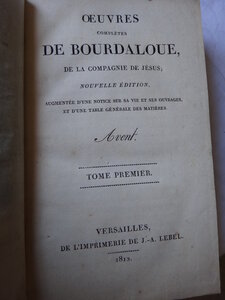 ŒUVRES
COMPLÈTES
DE BOURDALOUE,
DE LA COMPAGNIE DE JÉSUS;
NOUVELLE ÉDITION,
AUGMENTÉE D'UNE NOTICE SUR SA VIE ET SES OUVRAGES,
ET D'UNE TABLE GÉNÉRALE DES MATIÈRES.
Avent.
TOME PREMIER.
VERSAILLES,
DE L'IMPRIMERIE DE J.-A. LEBEL.
1812.